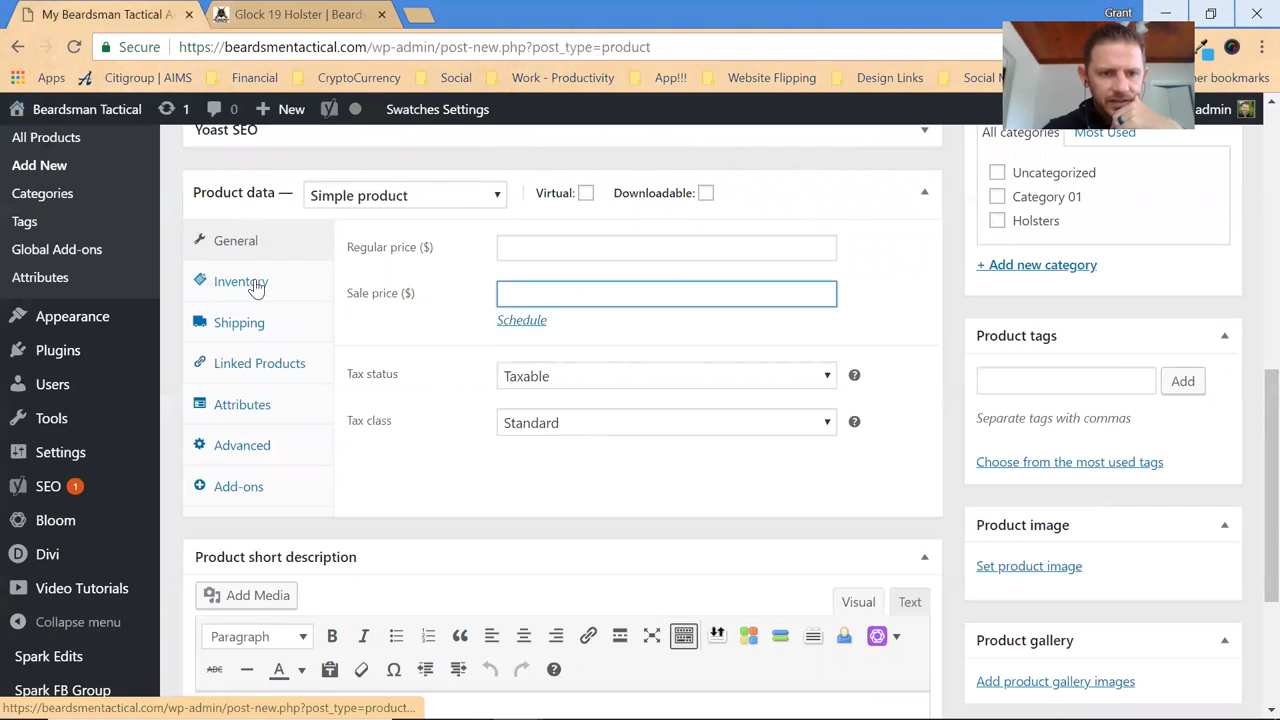 My Beardsman Tactical A
Glock 19 Holster | Beards
Grant
Secure
https://beardsmentactical.com/wp-admin/post-new.php?post_type=product
Apps
Citigroup | AIMS
Financial
CryptoCurrency
Social
Work - Productivity
App!!!
Website Flipping
Design Links
Social M
r bookmarks
Beardsman Tactical
1
0
New
Swatches Settings
admin
All Products
Add New
Categories
Tags
Global Add-ons
Attributes
Appearance
Plugins
Users
Tools
Settings
SEO 1
Bloom
Divi
Video Tutorials
Collapse menu
Spark Edits
Spark FB Group
Yoast SEO
Product data —
Simple product
Virtual:
Downloadable:
General
Inventory
Shipping
Linked Products
Attributes
Advanced
Add-ons
Regular price ($)
Sale price ($)
Schedule
Tax status
Taxable
Tax class
Standard
Product short description
Add Media
Visual
Text
Paragraph
All categories
Most Used
Uncategorized
Category 01
Holsters
+ Add new category
Product tags
Add
Separate tags with commas
Choose from the most used tags
Product image
Set product image
Product gallery
Add product gallery images
https://beardsmentactical.com/wp-admin/post-new.php?post_type=product...